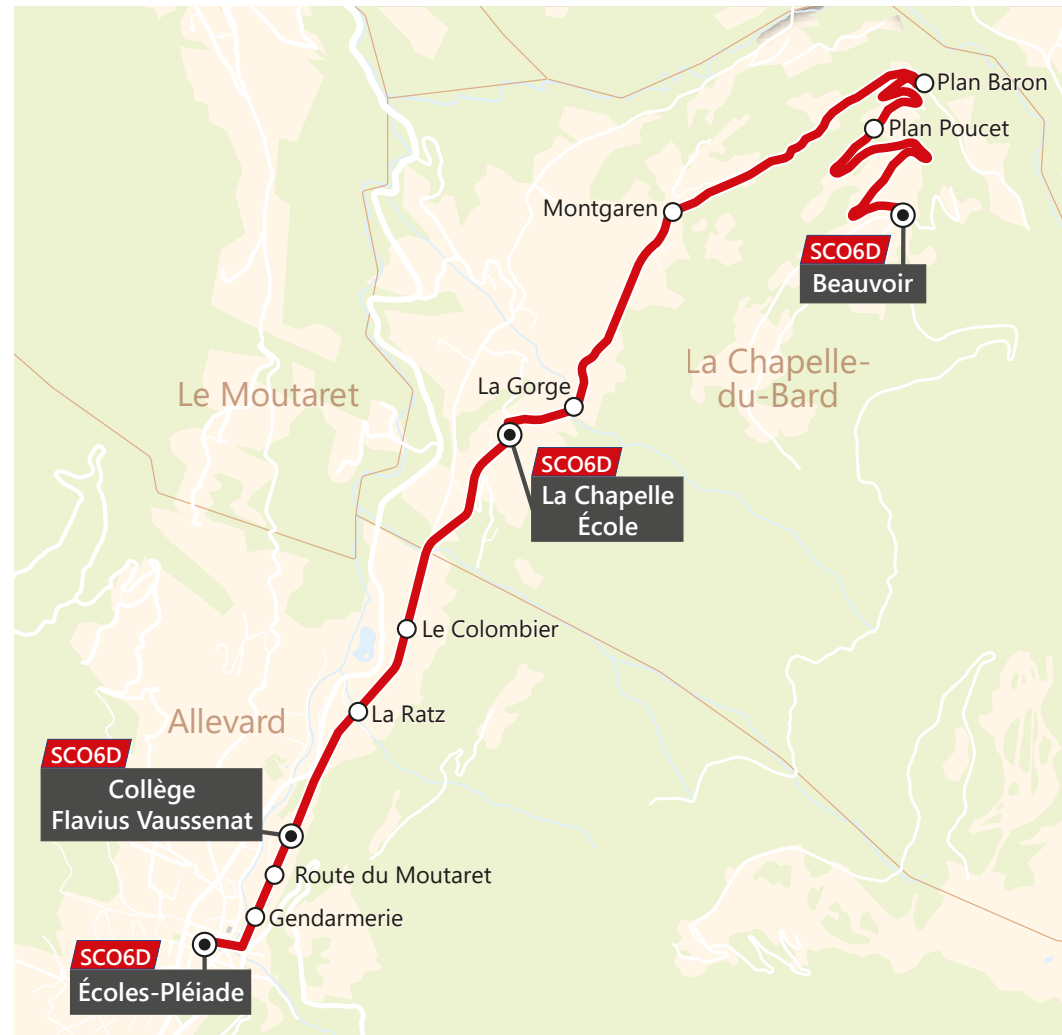 Plan Baron
Plan Poucet
Montgaren
SCO6D
Beauvoir
La Chapelle-
du-Bard
Le Moutaret
La Gorge
SCO6D
La Chapelle
École
Le Colombier
La Ratz
Allevard
SCO6D
Collège
Flavius Vaussenat
Route du Moutaret
Gendarmerie
SCO6D
Écoles-Pléiade